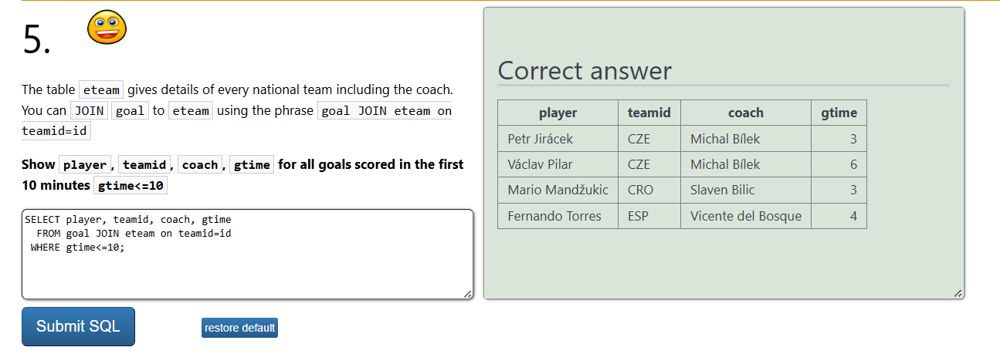 5.
The table eteam gives details of every national team including the coach.
You can JOIN goal to eteam using the phrase goal JOIN eteam on
teamid=id
Show player, teamid, coach, gtime for all goals scored in the first
10 minutes gtime<=10
SELECT player, teamid, coach, gtime
FROM goal JOIN eteam on teamid=id
WHERE gtime<=10;
Submit SQL
restore default
Correct answer
player teamid coach gtime
Petr Jirácek CZE Michal Bílek 3
Václav Pilar CZE Michal Bílek 6
Mario Mandžukic CRO Slaven Bilic 3
Fernando Torres ESP Vicente del Bosque 4